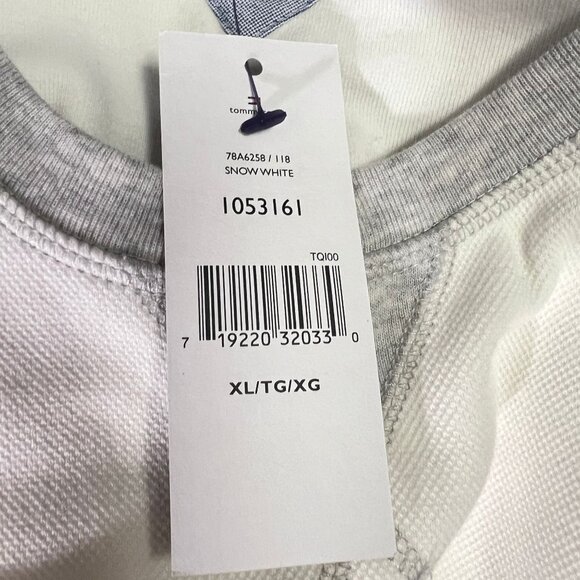 tommy
78A6258 / 118
SNOW WHITE
1053161
TQI00
7 19220 32033 0
XL/TG/XG